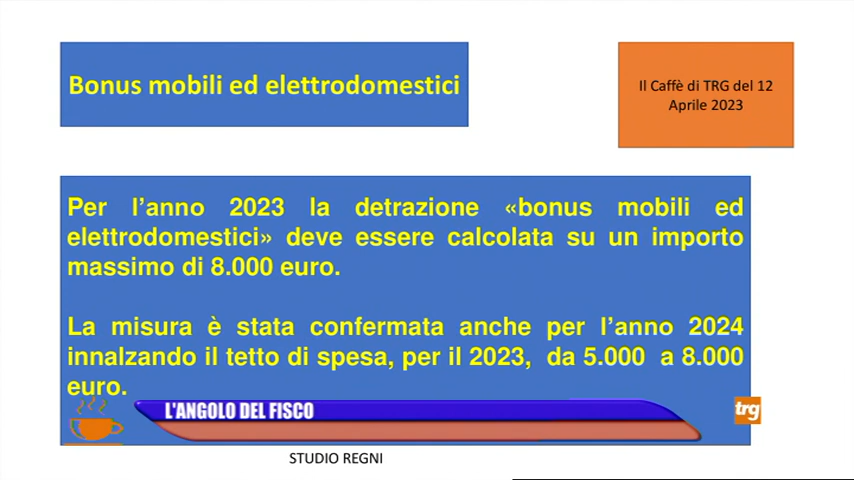 Bonus mobili ed elettrodomestici
Il Caffè di TRG del 12
Aprile 2023
Per l’anno 2023 la detrazione «bonus mobili ed
elettrodomestici» deve essere calcolata su un importo
massimo di 8.000 euro.
La misura è stata confermata anche per l’anno 2024
innalzando il tetto di spesa, per il 2023, da 5.000 a 8.000
euro.
L'ANGOLO DEL FISCO
trg
STUDIO REGNI